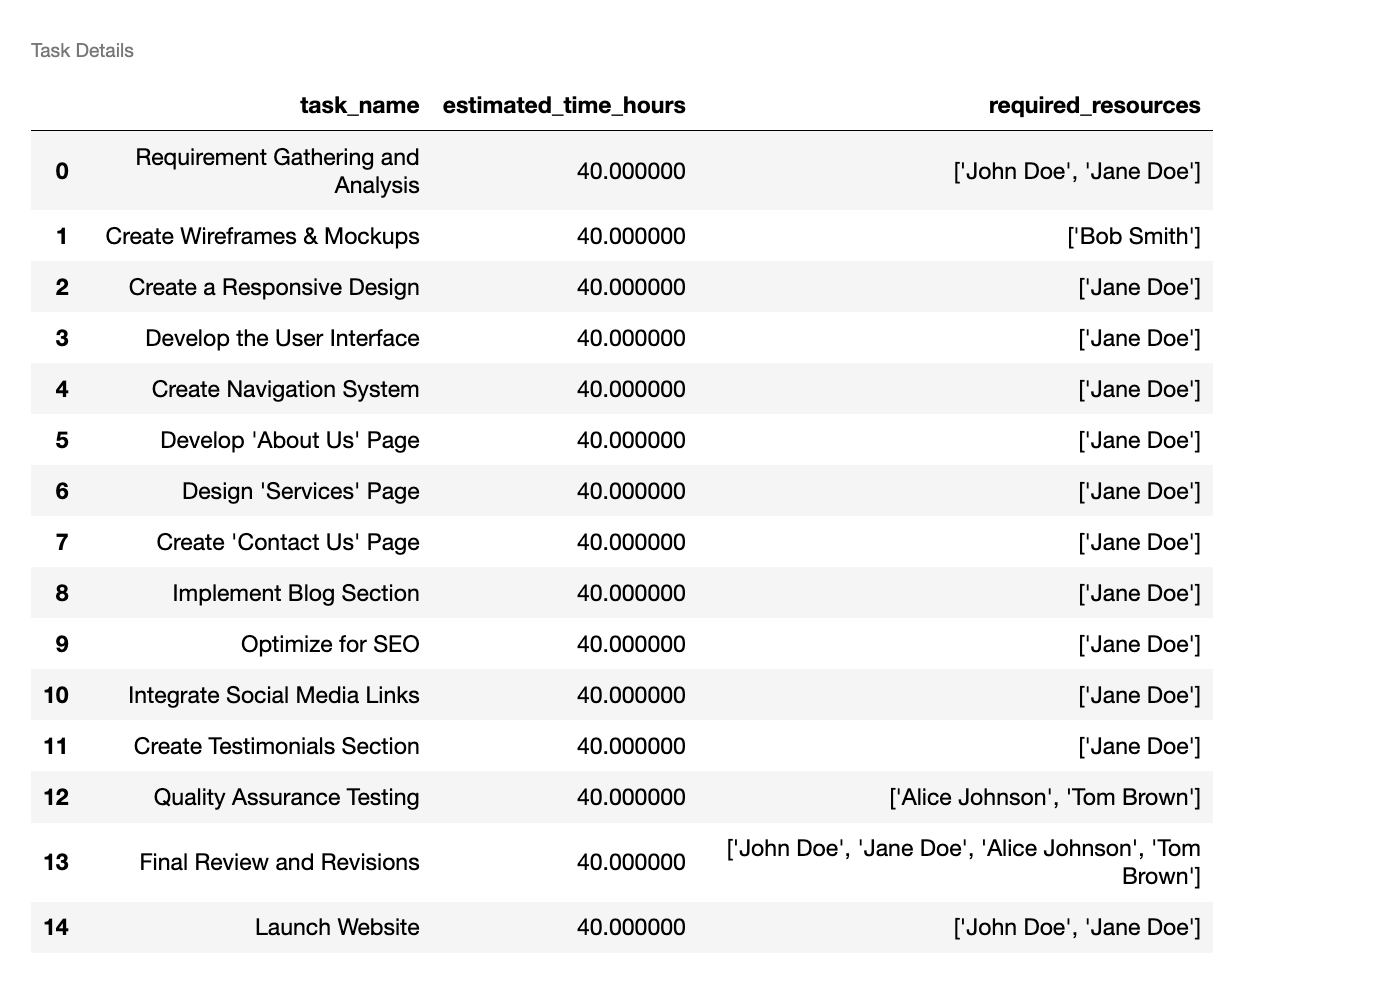 Task Details
task_name estimated_time_hours required_resources
0 Requirement Gathering and Analysis 40.000000 ['John Doe', 'Jane Doe']
1 Create Wireframes & Mockups 40.000000 ['Bob Smith']
2 Create a Responsive Design 40.000000 ['Jane Doe']
3 Develop the User Interface 40.000000 ['Jane Doe']
4 Create Navigation System 40.000000 ['Jane Doe']
5 Develop 'About Us' Page 40.000000 ['Jane Doe']
6 Design 'Services' Page 40.000000 ['Jane Doe']
7 Create 'Contact Us' Page 40.000000 ['Jane Doe']
8 Implement Blog Section 40.000000 ['Jane Doe']
9 Optimize for SEO 40.000000 ['Jane Doe']
10 Integrate Social Media Links 40.000000 ['Jane Doe']
11 Create Testimonials Section 40.000000 ['Jane Doe']
12 Quality Assurance Testing 40.000000 ['Alice Johnson', 'Tom Brown']
13 Final Review and Revisions 40.000000 ['John Doe', 'Jane Doe', 'Alice Johnson', 'Tom Brown']
14 Launch Website 40.000000 ['John Doe', 'Jane Doe']